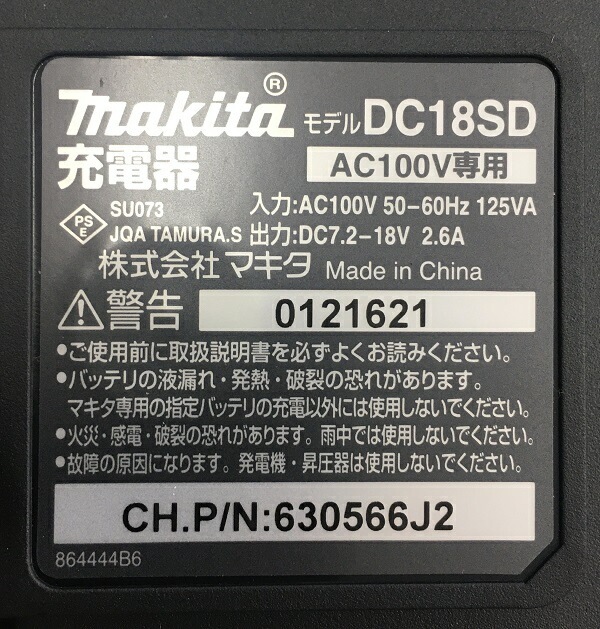 makita® モデルDC18SD
充電器 AC100V専用
PS E SU073 入力:AC100V 50-60Hz 125VA
JQA TAMURA.S 出力:DC7.2-18V 2.6A
株式会社 マキタ Made in China
警告 0121621
•ご使用前に取扱説明書を必ずよくお読みください。
•バッテリの液漏れ・発熱・破裂の恐れがあります。
マキタ専用の指定バッテリの充電以外には使用しないでください。
•火災・感電・破裂の恐れがあります。雨中では使用しないでください。
•故障の原因になります。発電機・昇圧器は使用しないでください。
CH.P/N:630566J2
864444B6